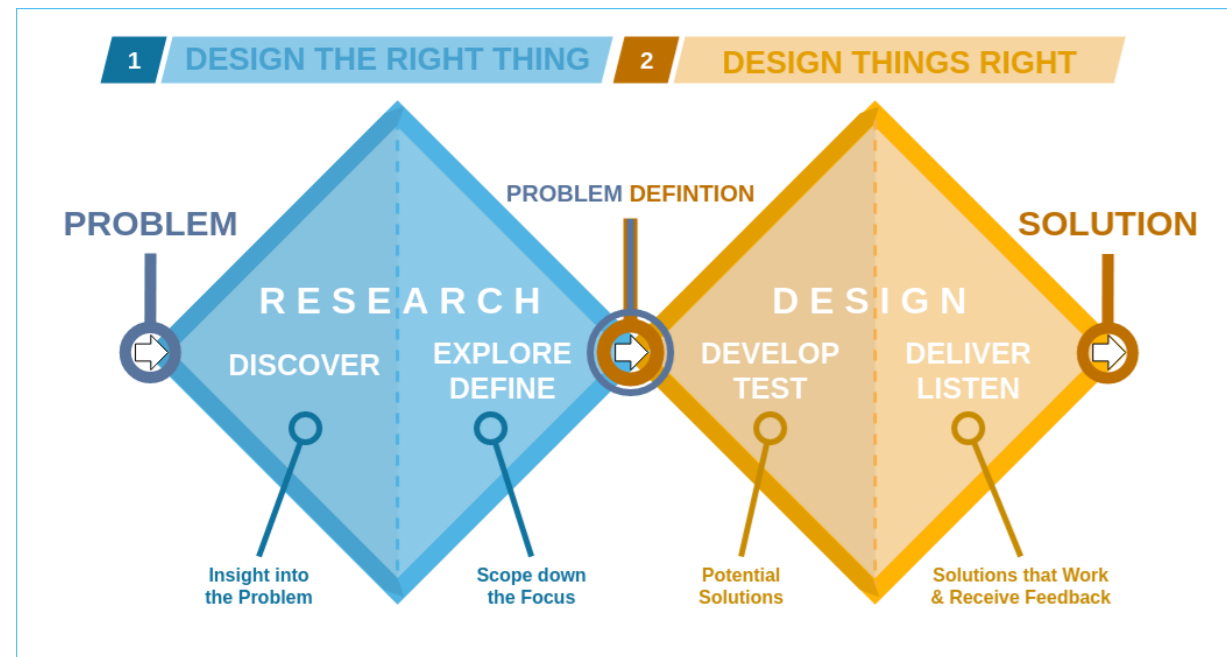 1 DESIGN THE RIGHT THING
2 DESIGN THINGS RIGHT
PROBLEM
PROBLEM DEFINTION
SOLUTION
RESEARCH
DISCOVER
EXPLORE
DEFINE
DESIGN
DEVELOP
TEST
DELIVER
LISTEN
Insight into
the Problem
Scope down
the Focus
Potential
Solutions
Solutions that Work
& Receive Feedback